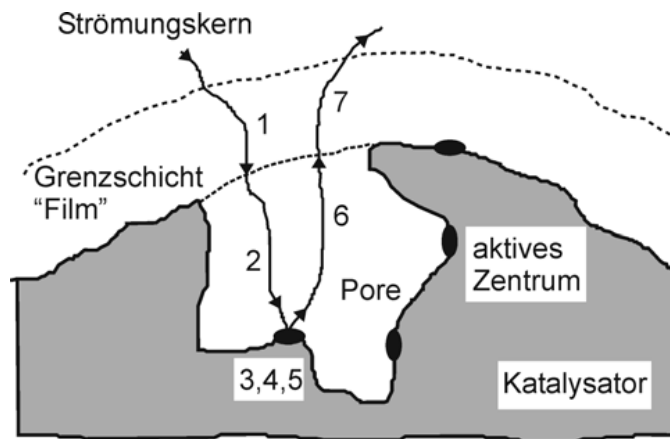 Strömungskern
7
1
Grenzschicht
"Film"
6
2
aktives
Zentrum
Pore
3,4,5
Katalysator